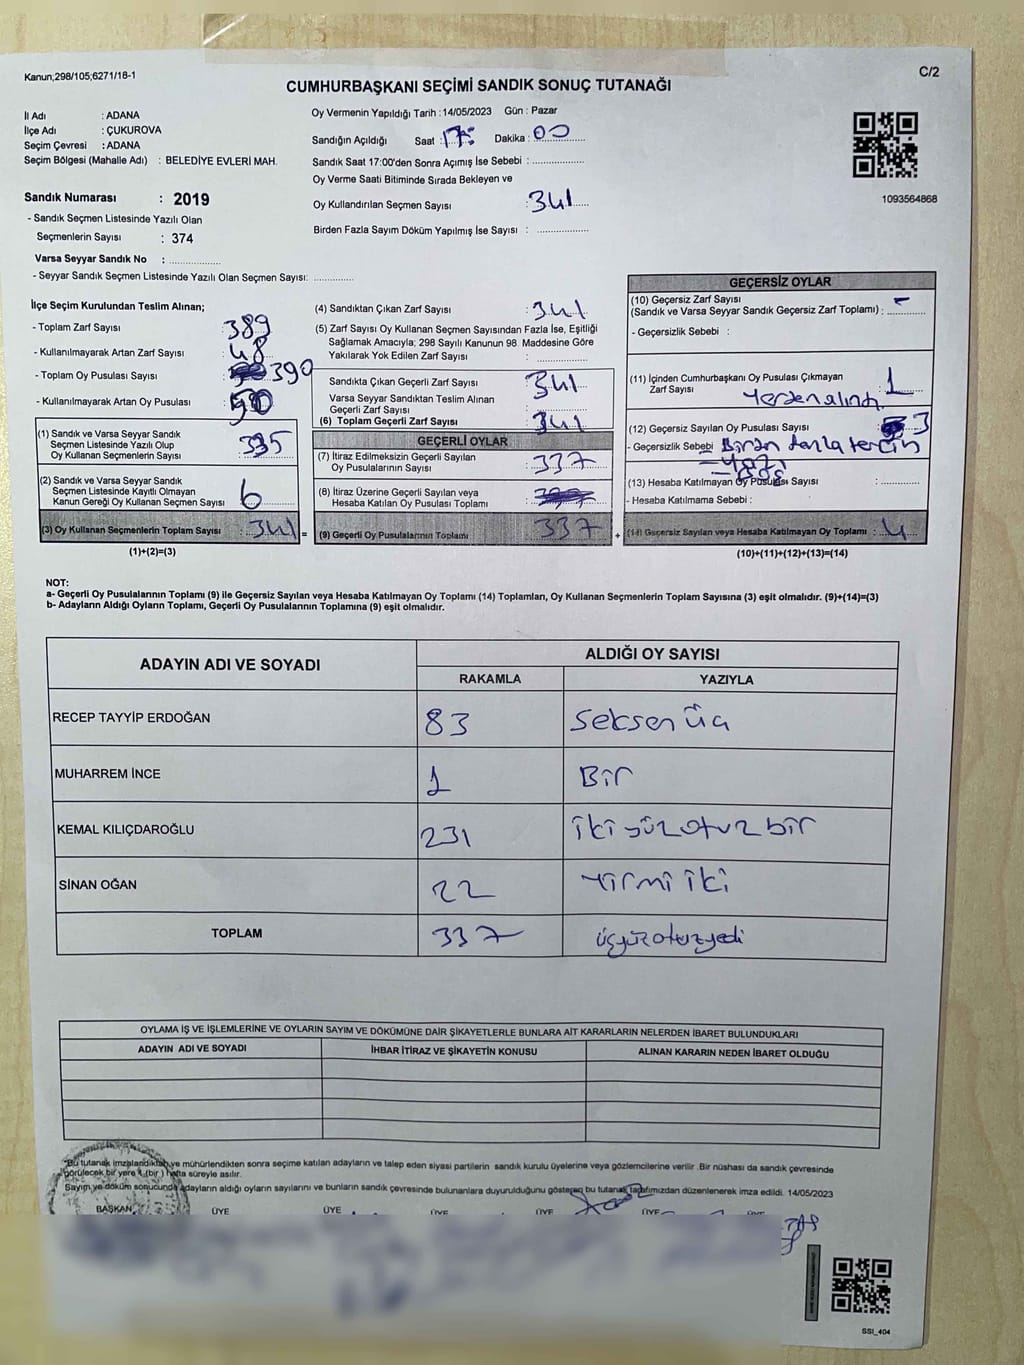 Kanun;298/105;6271/18-1
C/2
CUMHURBAŞKANI SEÇİMİ SANDIK SONUÇ TUTANAĞI
İl Adı : ADANA
İlçe Adı : ÇUKUROVA
Seçim Çevresi : ADANA
Seçim Bölgesi (Mahalle Adı) : BELEDİYE EVLERİ MAH.
Oy Vermenin Yapıldığı Tarih : 14/05/2023 Gün : Pazar
Sandığın Açıldığı Saat : 17: Dakika : 00
Sandık Saat 17:00'den Sonra Açımış İse Sebebi :
Oy Verme Saati Bitiminde Sırada Bekleyen ve
Oy Kullandırılan Seçmen Sayısı : 341
Birden Fazla Sayım Döküm Yapılmış İse Sayısı :
1093564868
Sandık Numarası : 2019
- Sandık Seçmen Listesinde Yazılı Olan
Seçmenlerin Sayısı : 374
Varsa Seyyar Sandık No :
- Seyyar Sandık Seçmen Listesinde Yazılı Olan Seçmen Sayısı:
İlçe Seçim Kurulundan Teslim Alınan;
- Toplam Zarf Sayısı : 389
- Kullanılmayarak Artan Zarf Sayısı : 48
- Toplam Oy Pusulası Sayısı : 390
- Kullanılmayarak Artan Oy Pusulası : 50
(1) Sandık ve Varsa Seyyar Sandık
Seçmen Listesinde Yazılı Olup
Oy Kullanan Seçmenlerin Sayısı : 335
(2) Sandık ve Varsa Seyyar Sandık
Seçmen Listesinde Kayıtlı Olmayan
Kanun Gereği Oy Kullanan Seçmen Sayısı : 6
(3) Oy Kullanan Seçmenlerin Toplam Sayısı : 341 =
(1)+(2)=(3)
(4) Sandıktan Çıkan Zarf Sayısı : 341
(5) Zarf Sayısı Oy Kullanan Seçmen Sayısından Fazla İse, Eşitliği
Sağlamak Amacıyla; 298 Sayılı Kanunun 98. Maddesine Göre
Yakılarak Yok Edilen Zarf Sayısı :
Sandıkta Çıkan Geçerli Zarf Sayısı : 341
Varsa Seyyar Sandıktan Teslim Alınan
Geçerli Zarf Sayısı :
(6) Toplam Geçerli Zarf Sayısı : 341
GEÇERLİ OYLAR
(7) İtiraz Edilmeksizin Geçerli Sayılan
Oy Pusulalarının Sayısı : 337
(8) İtiraz Üzerine Geçerli Sayılan veya
Hesaba Katılan Oy Pusulası Toplamı :
(9) Geçerli Oy Pusulalarının Toplamı : 337 +
GEÇERSİZ OYLAR
(10) Geçersiz Zarf Sayısı
(Sandık ve Varsa Seyyar Sandık Geçersiz Zarf Toplamı) : -
- Geçersizlik Sebebi :
(11) İçinden Cumhurbaşkanı Oy Pusulası Çıkmayan
Zarf Sayısı : 1
Yerden alındı
(12) Geçersiz Sayılan Oy Pusulası Sayısı : 3
- Geçersizlik Sebebi Birden fazla tercih
(13) Hesaba Katılmayan Oy Pusulası Sayısı :
- Hesaba Katılmama Sebebi :
(14) Geçersiz Sayılan veya Hesaba Katılmayan Oy Toplamı : 4
(10)+(11)+(12)+(13)=(14)
NOT:
a- Geçerli Oy Pusulalarının Toplamı (9) ile Geçersiz Sayılan veya Hesaba Katılmayan Oy Toplamı (14) Toplamları, Oy Kullanan Seçmenlerin Toplam Sayısına (3) eşit olmalıdır. (9)+(14)=(3)
b- Adayların Aldığı Oyların Toplamı, Geçerli Oy Pusulalarının Toplamına (9) eşit olmalıdır.
ADAYIN ADI VE SOYADI
ALDIĞI OY SAYISI
RAKAMLA YAZIYLA
RECEP TAYYİP ERDOĞAN 83 Seksen üç
MUHARREM İNCE 1 Bir
KEMAL KILIÇDAROĞLU 231 iki yüz otuz bir
SİNAN OĞAN 22 Yirmi iki
TOPLAM 337 üçyüzotuzyedi
OYLAMA İŞ VE İŞLEMLERİNE VE OYLARIN SAYIM VE DÖKÜMÜNE DAİR ŞİKAYETLERLE BUNLARA AİT KARARLARIN NELERDEN İBARET BULUNDUKLARI
ADAYIN ADI VE SOYADI İHBAR İTİRAZ VE ŞİKAYETİN KONUSU ALINAN KARARIN NEDEN İBARET OLDUĞU
Bu tutanak imzalandıktan ve mühürlendikten sonra seçime katılan adayların ve talep eden siyasi partilerin sandık kurulu üyelerine veya gözlemcilerine verilir. Bir nüshası da sandık çevresinde
görülecek bir yere 1 (bir) hafta süreyle asılır.
Sayım ve döküm sonucunda adayların aldığı oyların sayılarını ve bunların sandık çevresinde bulunanlara duyurulduğunu gösteren bu tutanak tarafımızdan düzenlenerek imza edildi. 14/05/2023
BAŞKAN ÜYE ÜYE ÜYE ÜYE ÜYE ÜYE
SSI_404